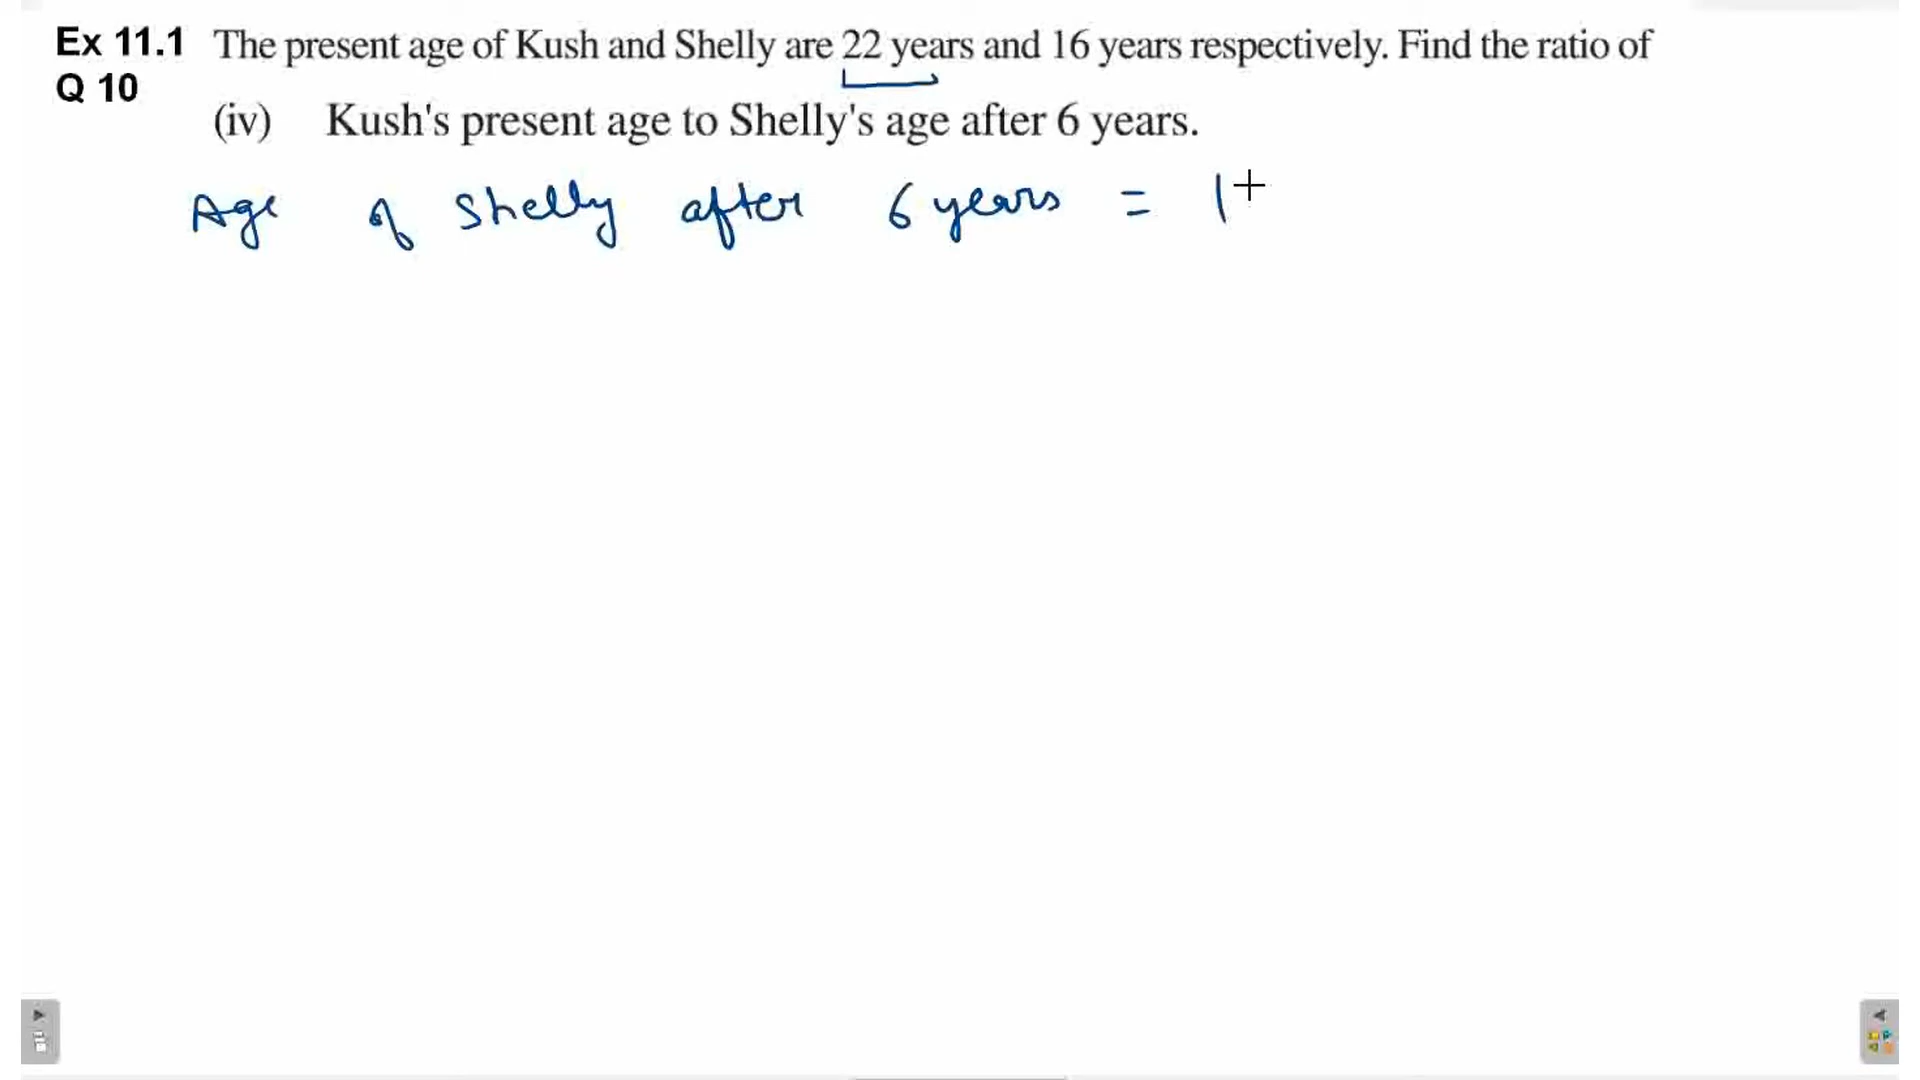 Ex 11.1 The present age of Kush and Shelly are 22 years and 16 years respectively. Find the ratio of
Q 10
(iv) Kush's present age to Shelly's age after 6 years.
Age of Shelly after 6 years = 1